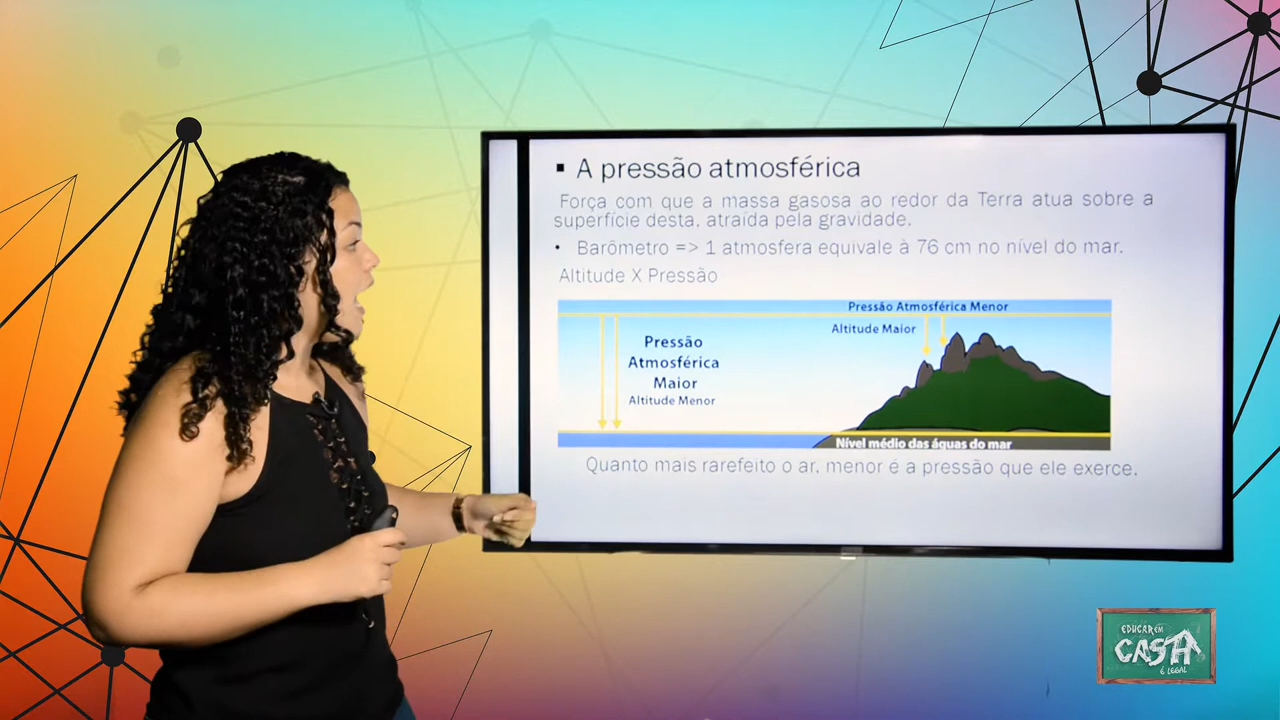 A pressão atmosférica
Força com que a massa gasosa ao redor da Terra atua sobre a
superfície desta, atraída pela gravidade.
• Barômetro => 1 atmosfera equivale à 76 cm no nível do mar.
Altitude X Pressão
Pressão Atmosférica Menor
Altitude Maior
Pressão
Atmosférica
Maior
Altitude Menor
Nível médio das águas do mar
Quanto mais rarefeito o ar, menor é a pressão que ele exerce.
EDUCAR EM
CASA
É LEGAL